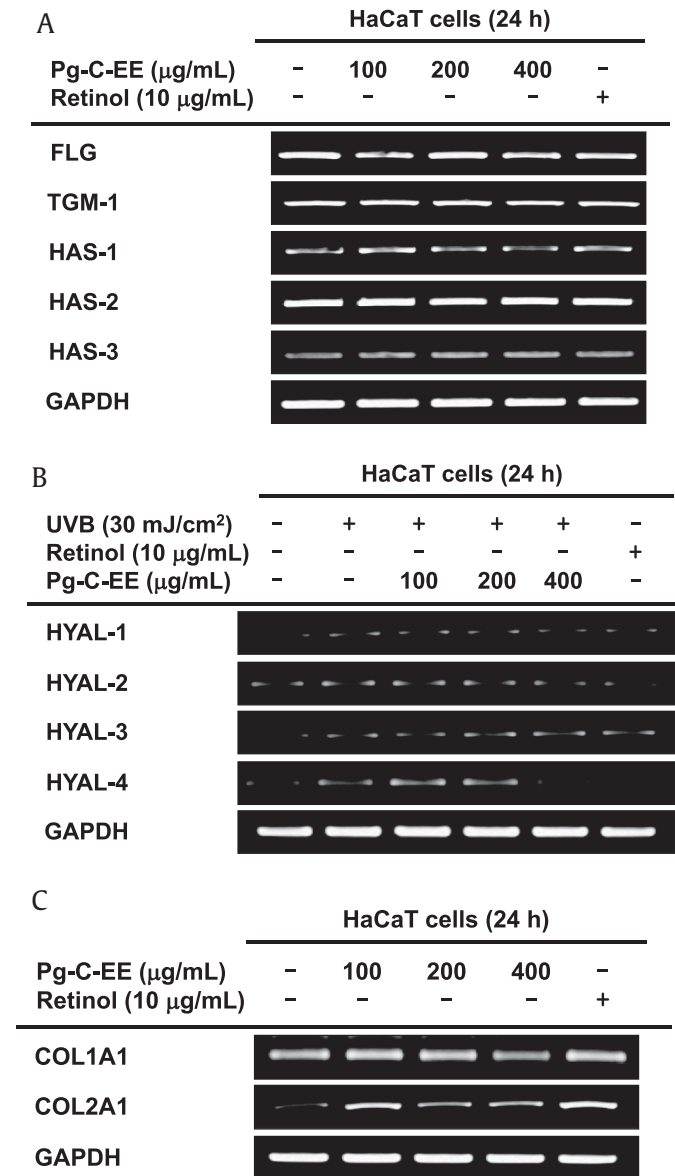 A
HaCaT cells (24 h)
Pg-C-EE (μg/mL) – 100 200 400 –
Retinol (10 μg/mL) – – – – +
FLG
TGM-1
HAS-1
HAS-2
HAS-3
GAPDH
B
HaCaT cells (24 h)
UVB (30 mJ/cm²) – + + + + –
Retinol (10 μg/mL) – – – – – +
Pg-C-EE (μg/mL) – – 100 200 400 –
HYAL-1
HYAL-2
HYAL-3
HYAL-4
GAPDH
C
HaCaT cells (24 h)
Pg-C-EE (μg/mL) – 100 200 400 –
Retinol (10 μg/mL) – – – – +
COL1A1
COL2A1
GAPDH